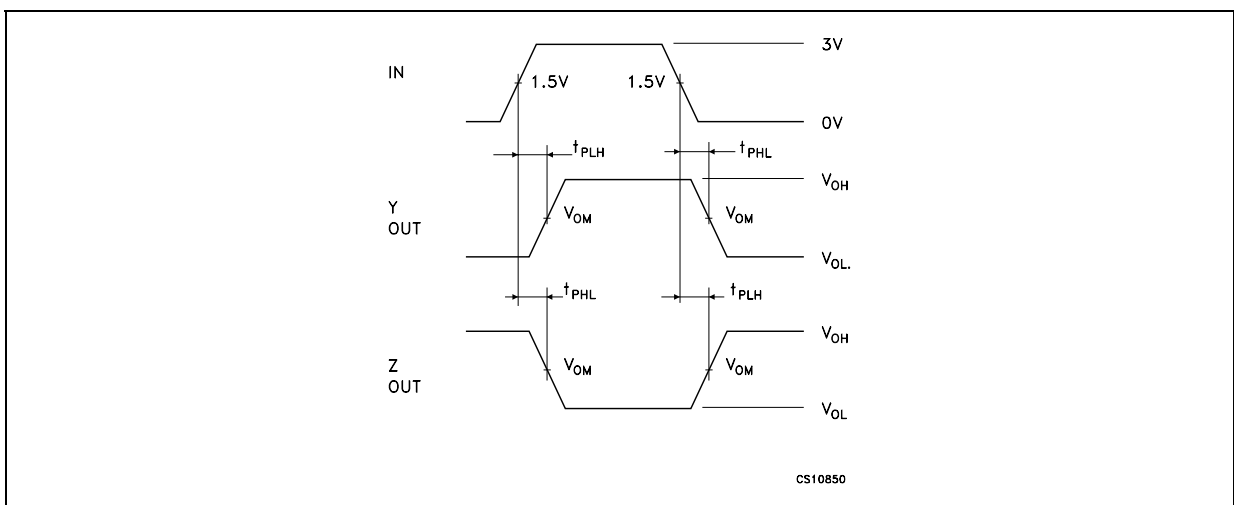 3V
IN
1.5V 1.5V
0V
tPLH tPHL
VOH
Y
OUT
VOM VOM
VOL.
tPHL tPLH
VOH
Z
OUT
VOM VOM
VOL
CS10850